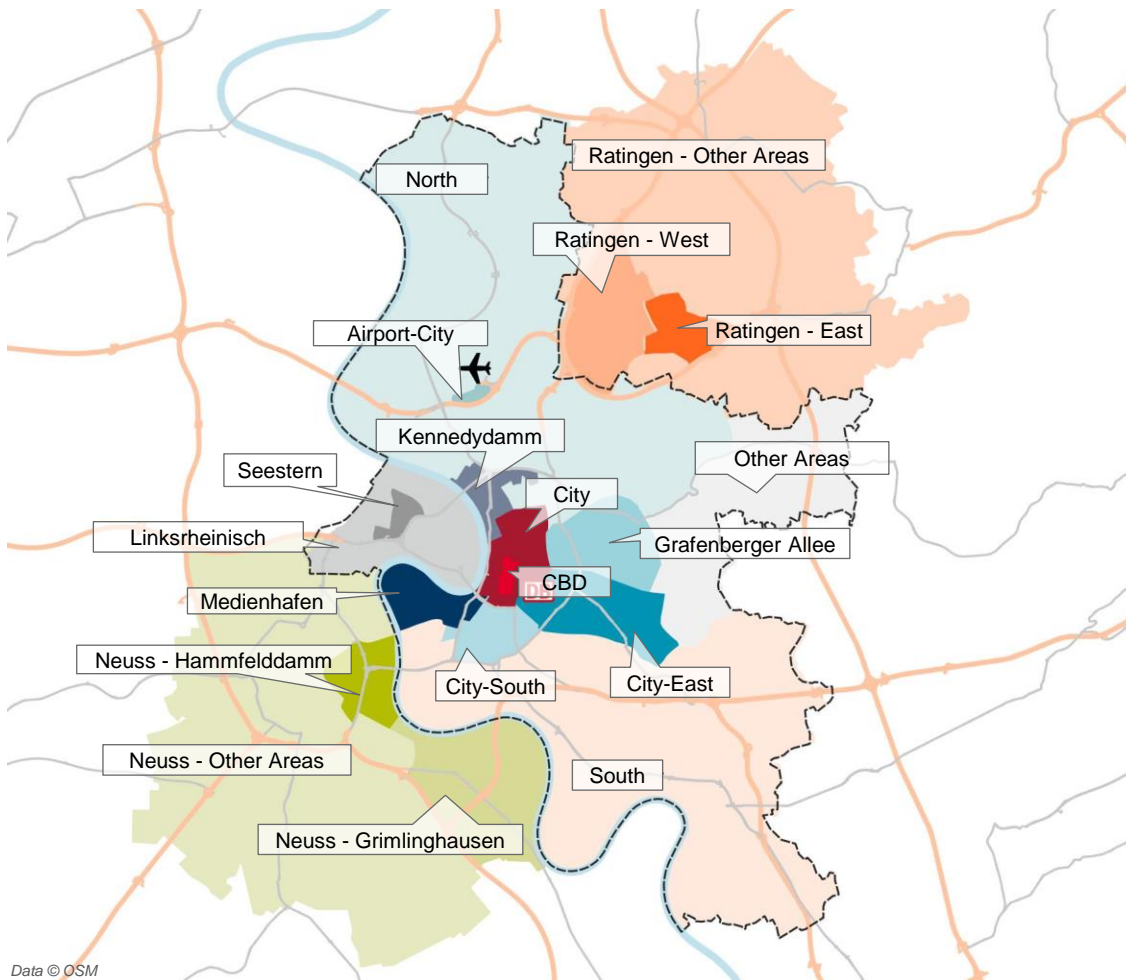 Ratingen - Other Areas
North
Ratingen - West
Airport-City
Ratingen - East
Kennedydamm
Other Areas
Seestern
City
Linksrheinisch
Grafenberger Allee
CBD
DB
Medienhafen
Neuss - Hammfelddamm
City-South
City-East
Neuss - Other Areas
South
Neuss - Grimlinghausen
Data © OSM